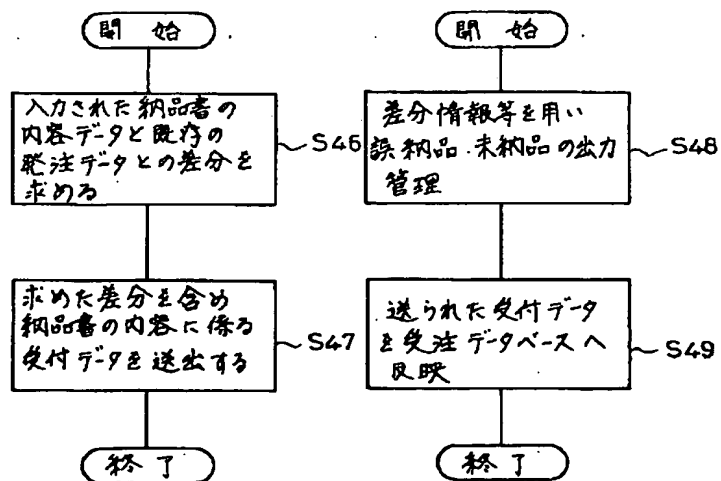 開始
入力された納品書の
内容データと既存の
発注データとの差分を
求める
S46
求めた差分を含め
納品書の内容に係る
受付データを送出する
S47
終了
開始
差分情報等を用い
誤納品・未納品の出力
管理
S48
送られた受付データ
を受注データベースへ
反映
S49
終了